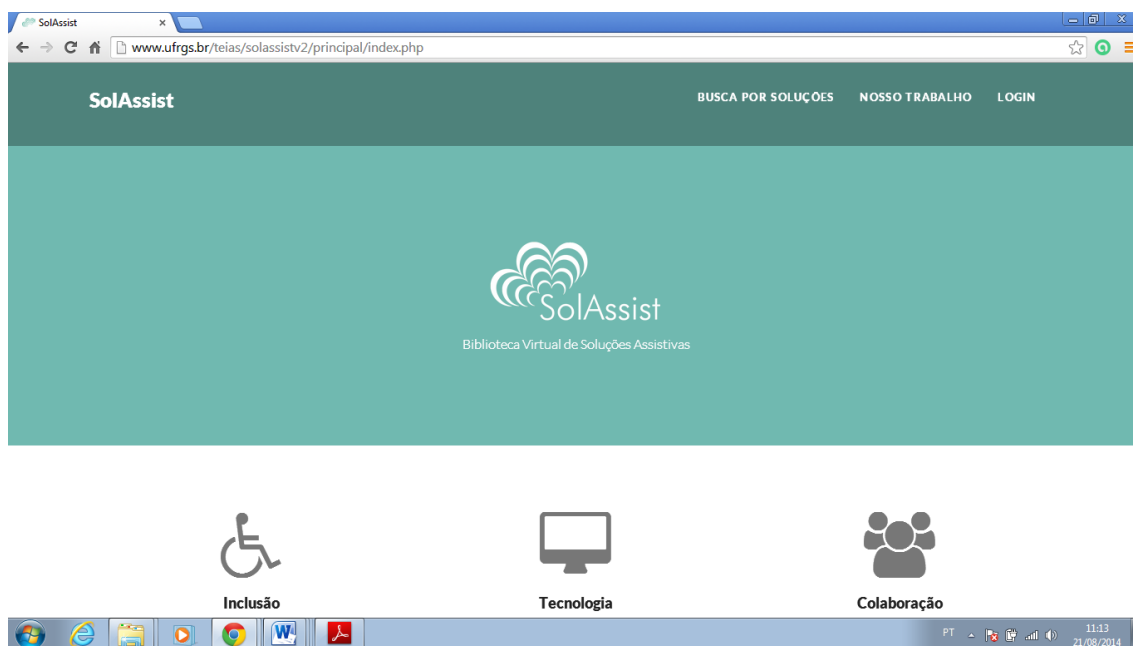 SolAssist
www.ufrgs.br/teias/solassistv2/principal/index.php
SolAssist
BUSCA POR SOLUÇÕES NOSSO TRABALHO LOGIN
SolAssist
Biblioteca Virtual de Soluções Assistivas
Inclusão Tecnologia Colaboração
PT 11:13
21/08/2014